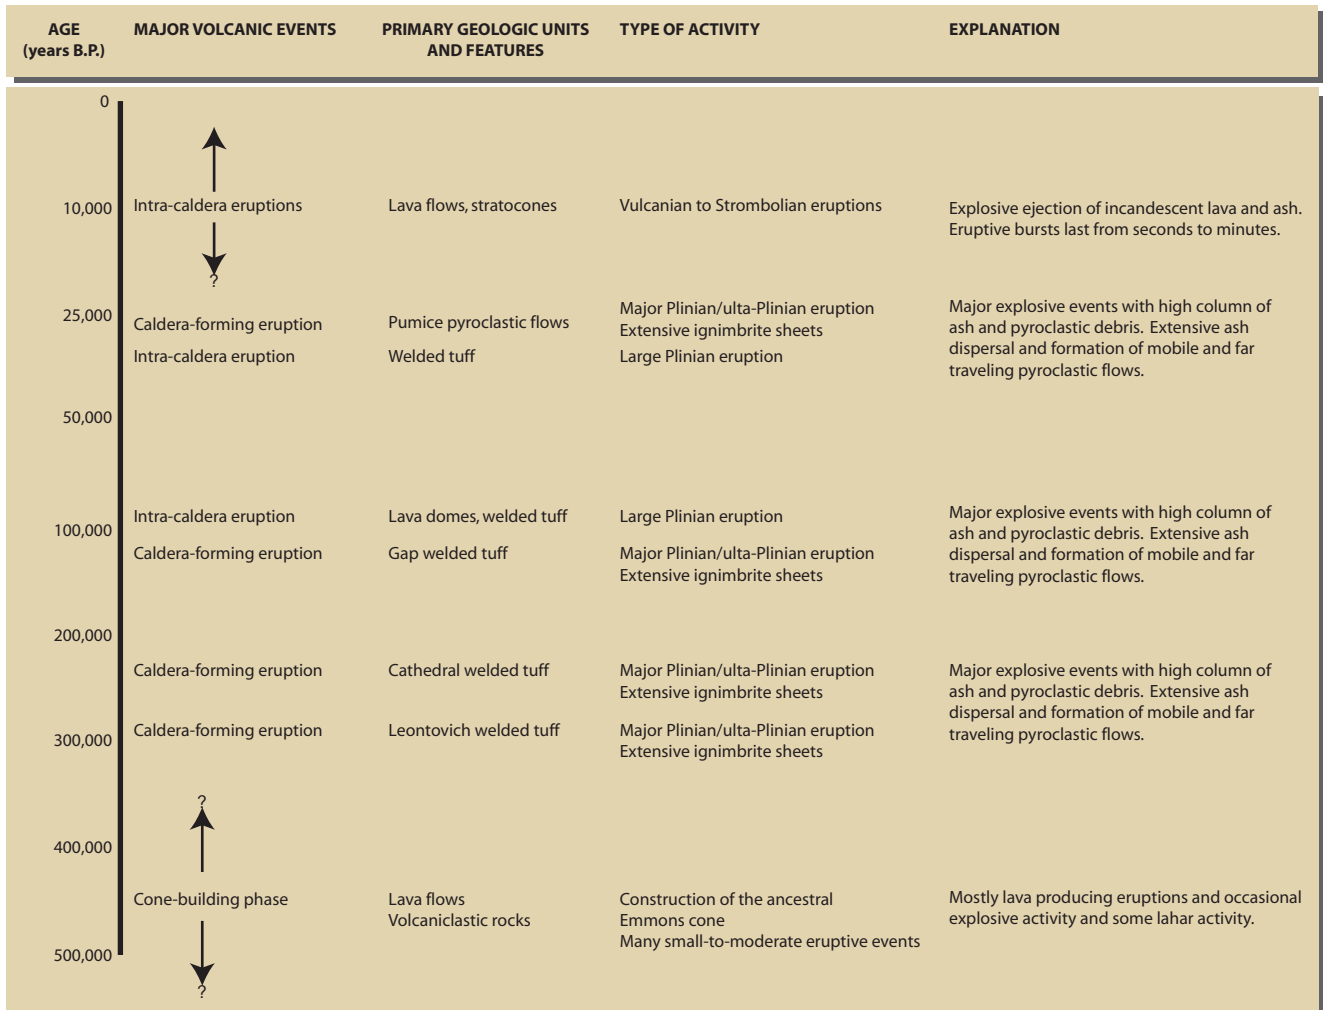 AGE
(years B.P.)
MAJOR VOLCANIC EVENTS
PRIMARY GEOLOGIC UNITS
AND FEATURES
TYPE OF ACTIVITY
EXPLANATION
0
10,000
Intra-caldera eruptions
?
Lava flows, stratocones
Vulcanian to Strombolian eruptions
Explosive ejection of incandescent lava and ash.
Eruptive bursts last from seconds to minutes.
25,000
Caldera-forming eruption
Pumice pyroclastic flows
Major Plinian/ulta-Plinian eruption
Extensive ignimbrite sheets
Intra-caldera eruption
Welded tuff
Large Plinian eruption
Major explosive events with high column of
ash and pyroclastic debris. Extensive ash
dispersal and formation of mobile and far
traveling pyroclastic flows.
50,000
Intra-caldera eruption
Lava domes, welded tuff
Large Plinian eruption
100,000
Caldera-forming eruption
Gap welded tuff
Major Plinian/ulta-Plinian eruption
Extensive ignimbrite sheets
Major explosive events with high column of
ash and pyroclastic debris. Extensive ash
dispersal and formation of mobile and far
traveling pyroclastic flows.
200,000
Caldera-forming eruption
Cathedral welded tuff
Major Plinian/ulta-Plinian eruption
Extensive ignimbrite sheets
Major explosive events with high column of
ash and pyroclastic debris. Extensive ash
dispersal and formation of mobile and far
traveling pyroclastic flows.
Caldera-forming eruption
Leontovich welded tuff
Major Plinian/ulta-Plinian eruption
Extensive ignimbrite sheets
300,000
?
400,000
Cone-building phase
Lava flows
Volcaniclastic rocks
Construction of the ancestral
Emmons cone
Many small-to-moderate eruptive events
Mostly lava producing eruptions and occasional
explosive activity and some lahar activity.
500,000
?